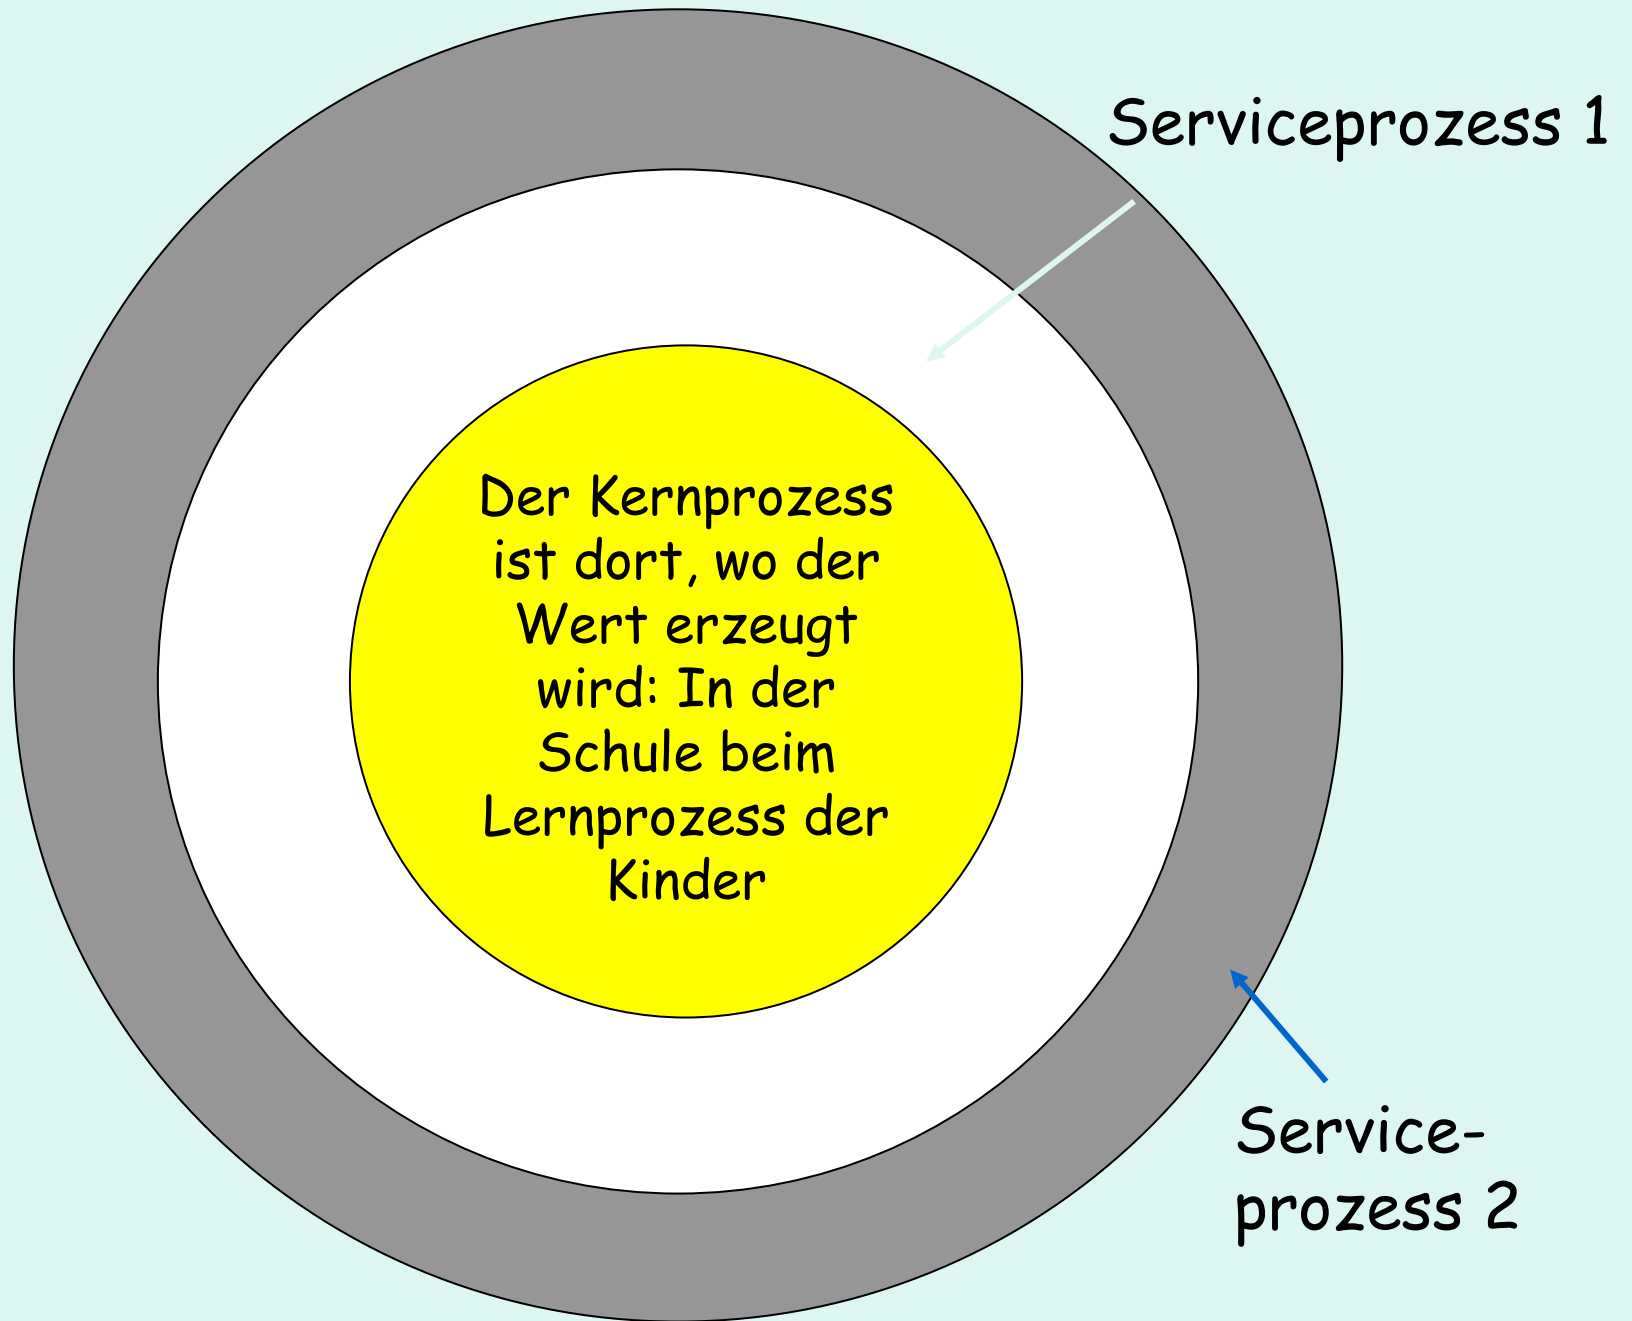 Serviceprozess 1
Der Kernprozess
ist dort, wo der
Wert erzeugt
wird: In der
Schule beim
Lernprozess der
Kinder
Service-
prozess 2